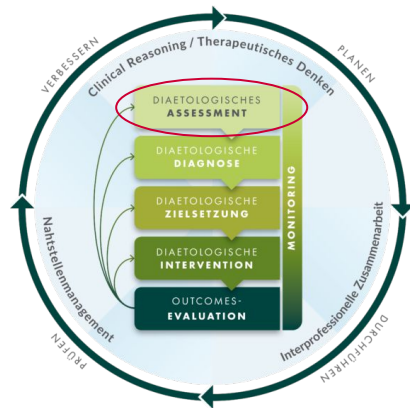 VERBESSERN
PLANEN
Clinical Reasoning / Therapeutisches Denken
DIAETOLOGISCHES
ASSESSMENT
DIAETOLOGISCHE
DIAGNOSE
DIAETOLOGISCHE
ZIELSETZUNG
DIAETOLOGISCHE
INTERVENTION
OUTCOMES-
EVALUATION
MONITORING
Nahtstellenmanagement
Interprofessionelle Zusammenarbeit
PRÜFEN
DURCHFÜHREN